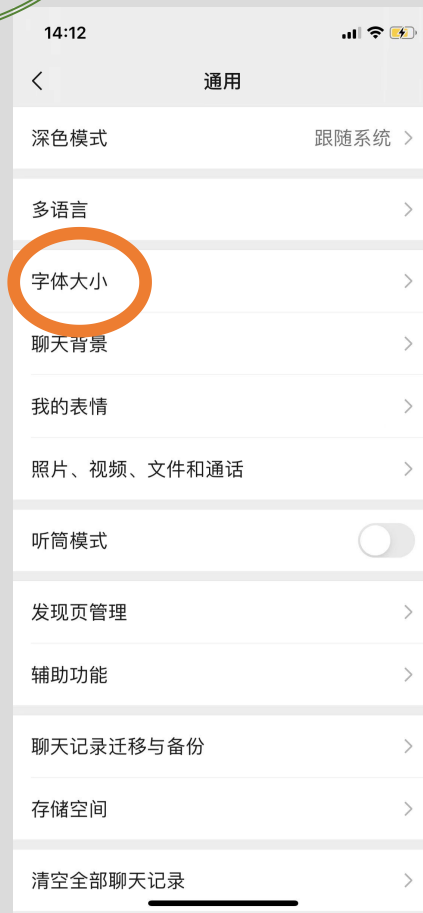 14:12
通用
深色模式 跟随系统
多语言
字体大小
聊天背景
我的表情
照片、视频、文件和通话
听筒模式
发现页管理
辅助功能
聊天记录迁移与备份
存储空间
清空全部聊天记录